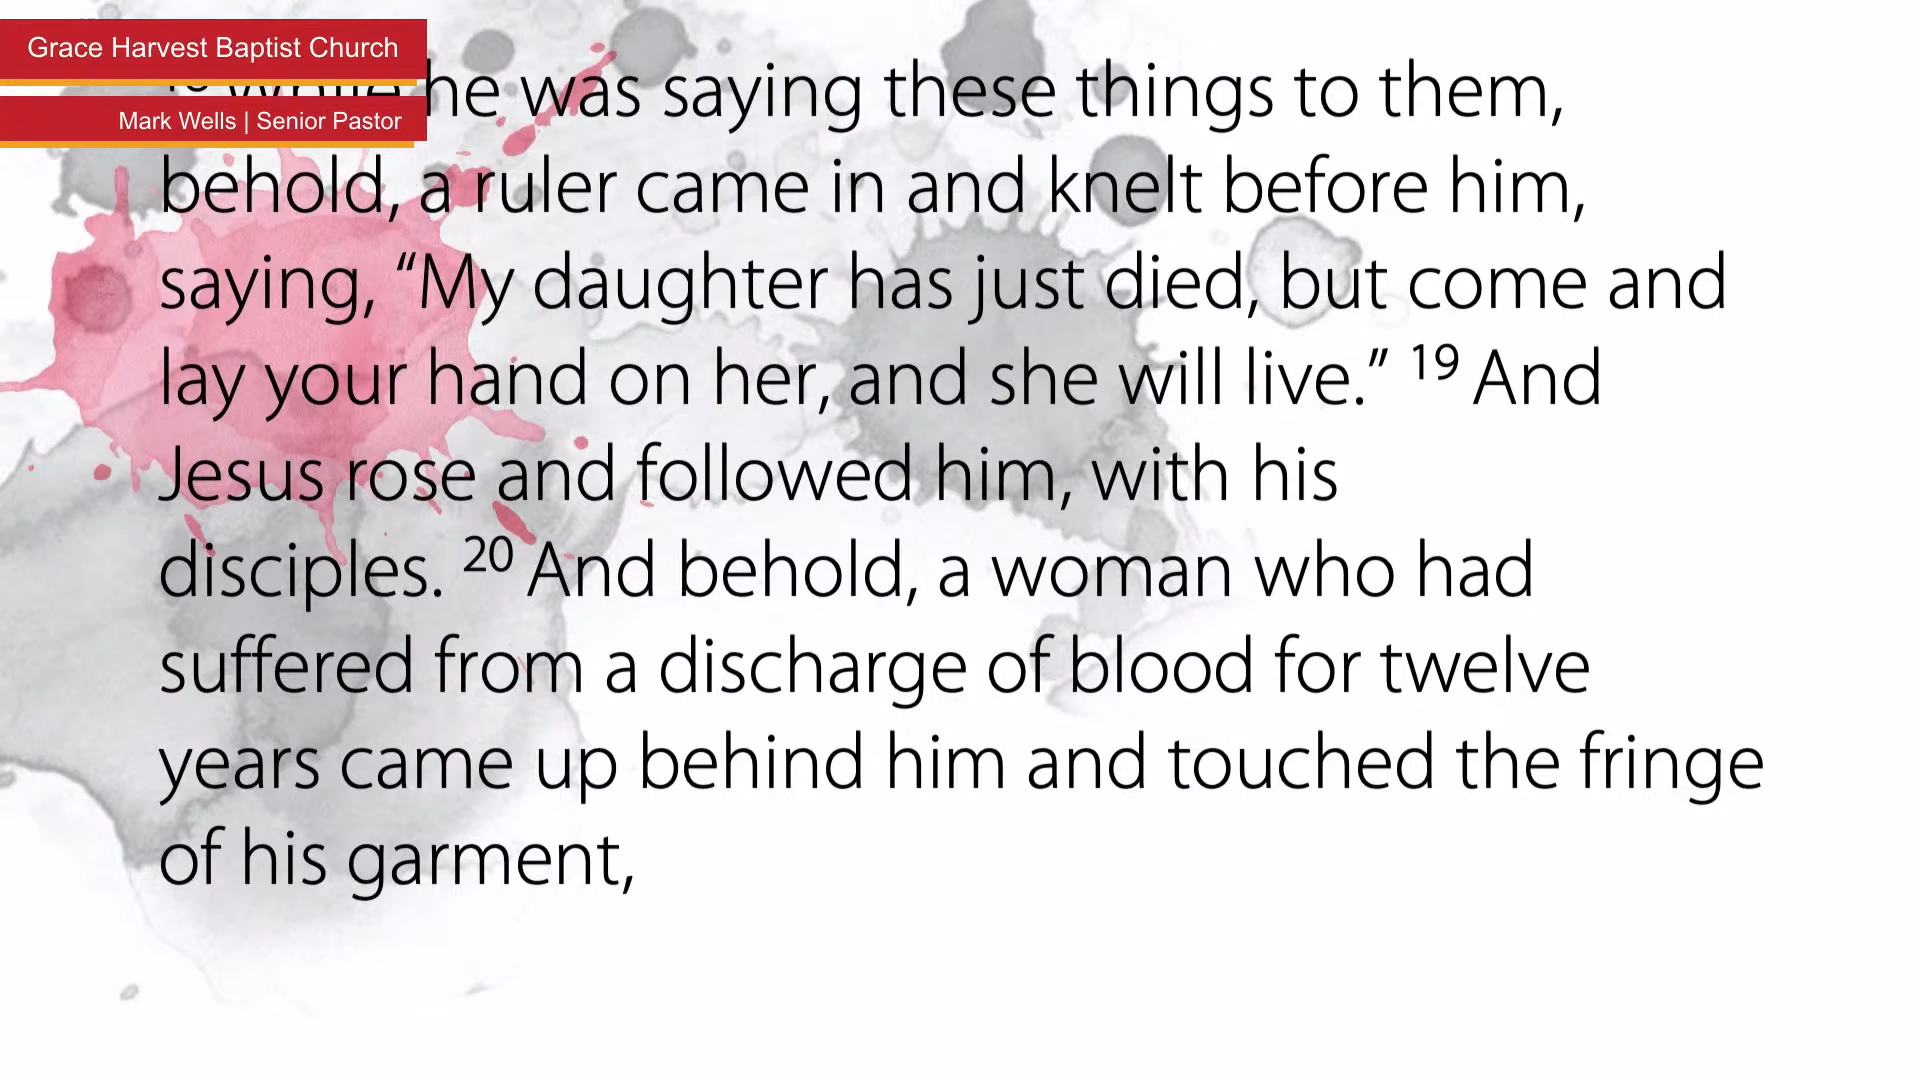 Grace Harvest Baptist Church
Mark Wells | Senior Pastor
18 While he was saying these things to them,
behold, a ruler came in and knelt before him,
saying, “My daughter has just died, but come and
lay your hand on her, and she will live.” 19 And
Jesus rose and followed him, with his
disciples. 20 And behold, a woman who had
suffered from a discharge of blood for twelve
years came up behind him and touched the fringe
of his garment,